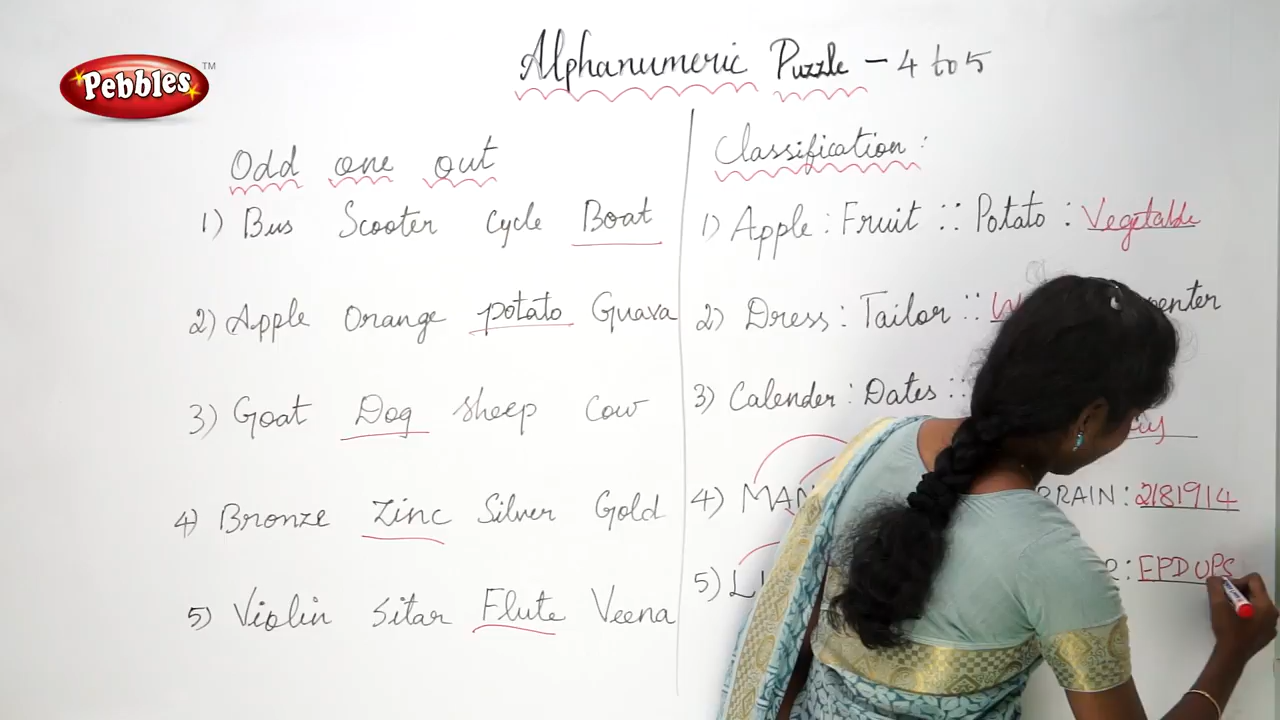 Pebbles TM
Alphanumeric Puzzle - 4 to 5
Odd one out
1) Bus Scooter Cycle Boat
2) Apple Orange potato Guava
3) Goat Dog sheep cow
4) Bronze Zinc Silver Gold
5) Violin Sitar Flute Veena
Classification :
1) Apple : Fruit :: Potato : Vegetable
2) Dress : Tailor ::
3) Calender : Dates ::
4) MAN : 2181914
5) : EPDUPS